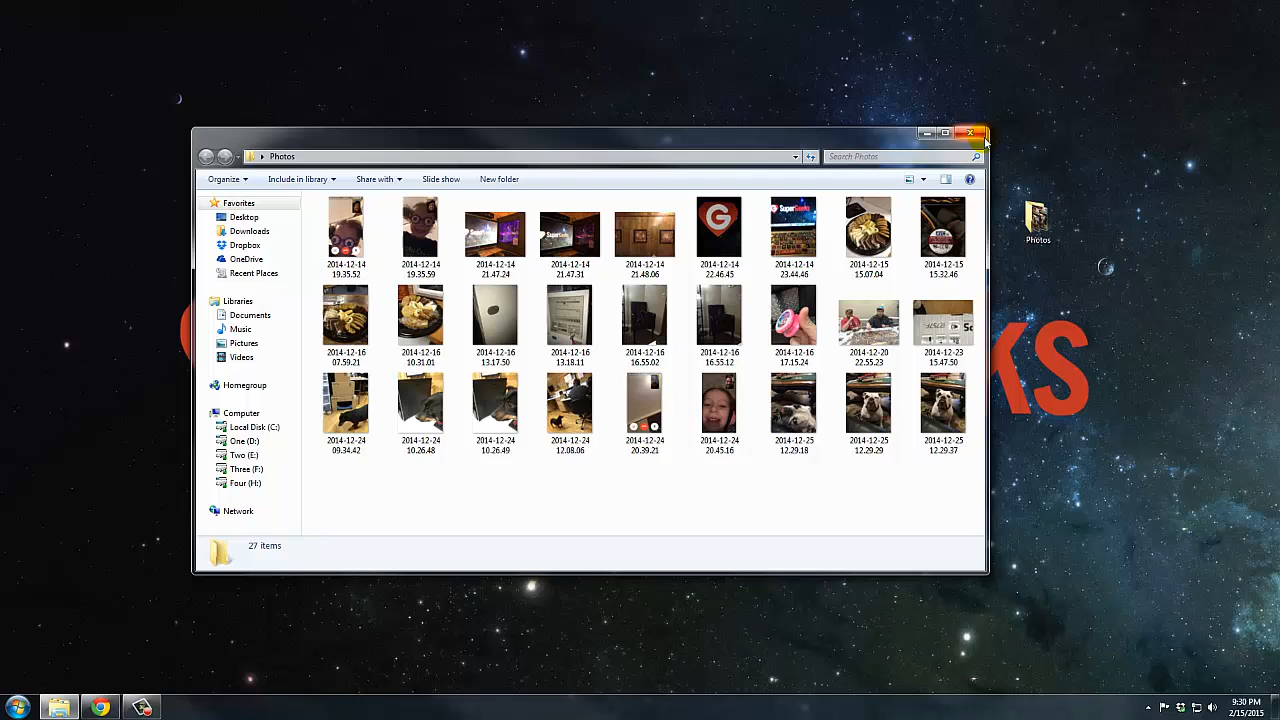 Photos
Search Photos
Organize
Include in library
Share with
Slide show
New folder
Favorites
Desktop
Downloads
Dropbox
OneDrive
Recent Places
Libraries
Documents
Music
Pictures
Videos
Homegroup
Computer
Local Disk (C:)
One (D:)
Two (E:)
Three (F:)
Four (H:)
Network
G
SuperGeeks
2014-12-14 2014-12-14 2014-12-14 2014-12-14 2014-12-14 2014-12-14 2014-12-14 2014-12-15 2014-12-15
19.35.52 19.35.59 21.47.24 21.47.31 21.48.06 22.46.45 23.44.46 15.07.04 15.32.46
2014-12-16 2014-12-16 2014-12-16 2014-12-16 2014-12-16 2014-12-16 2014-12-16 2014-12-20 2014-12-23
07.59.21 10.31.01 13.17.50 13.18.11 16.55.02 16.55.12 17.15.24 22.55.23 15.47.50
2014-12-24 2014-12-24 2014-12-24 2014-12-24 2014-12-24 2014-12-24 2014-12-25 2014-12-25 2014-12-25
09.34.42 10.26.48 10.26.49 12.08.06 20.39.21 20.45.16 12.29.18 12.29.29 12.29.37
27 items
Photos
KS
9:30 PM
2/15/2015